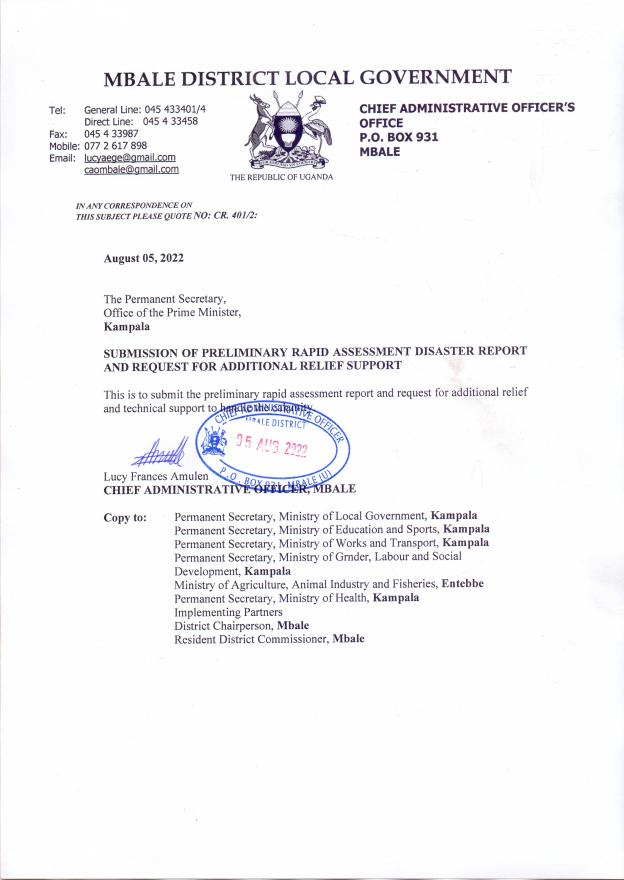 MBALE DISTRICT LOCAL GOVERNMENT
Tel: General Line: 045 433401/4
Direct Line: 045 4 33458
Fax: 045 4 33987
Mobile: 077 2 617 898
Email: lucyaege@gmail.com
caombale@gmail.com
THE REPUBLIC OF UGANDA
CHIEF ADMINISTRATIVE OFFICER'S
OFFICE
P.O. BOX 931
MBALE
IN ANY CORRESPONDENCE ON
THIS SUBJECT PLEASE QUOTE NO: CR. 401/2:
August 05, 2022
The Permanent Secretary,
Office of the Prime Minister,
Kampala
SUBMISSION OF PRELIMINARY RAPID ASSESSMENT DISASTER REPORT
AND REQUEST FOR ADDITIONAL RELIEF SUPPORT
This is to submit the preliminary rapid assessment report and request for additional relief
and technical support to handle the calamity.
CHIEF ADMINISTRATIVE OFFICER
MBALE DISTRICT
05 AUG 2022
P.O. BOX 931, MBALE (U)
Lucy Frances Amulen
CHIEF ADMINISTRATIVE OFFICER, MBALE
Copy to: Permanent Secretary, Ministry of Local Government, Kampala
Permanent Secretary, Ministry of Education and Sports, Kampala
Permanent Secretary, Ministry of Works and Transport, Kampala
Permanent Secretary, Ministry of Grnder, Labour and Social
Development, Kampala
Ministry of Agriculture, Animal Industry and Fisheries, Entebbe
Permanent Secretary, Ministry of Health, Kampala
Implementing Partners
District Chairperson, Mbale
Resident District Commissioner, Mbale